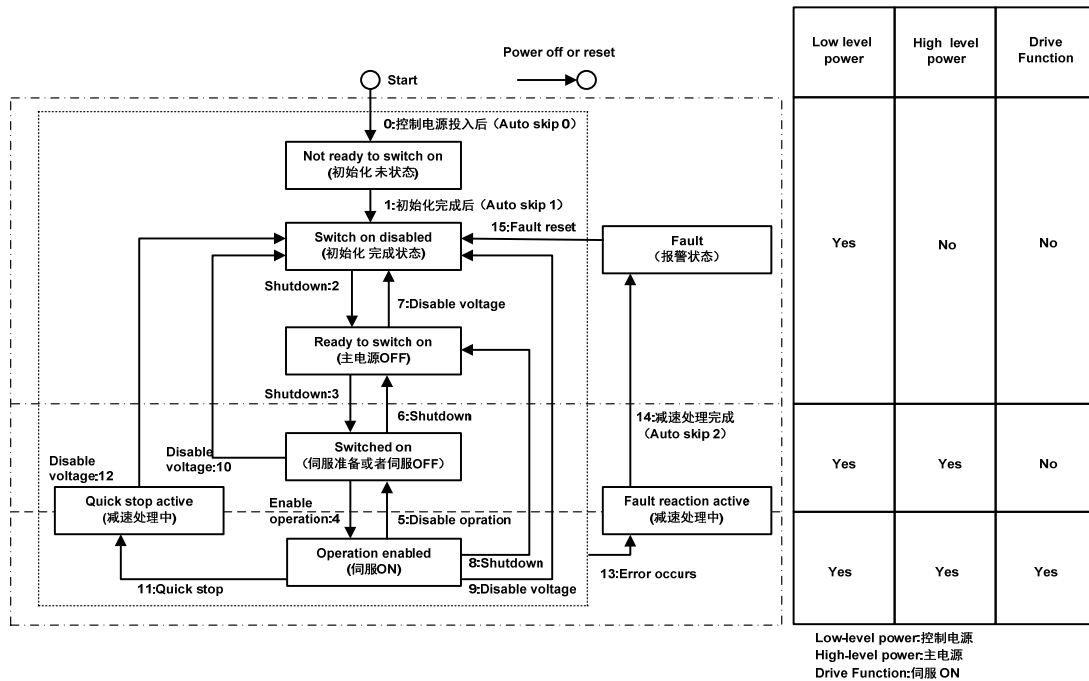 Power off or reset
Start
0:控制电源投入后（Auto skip 0）
Not ready to switch on
(初始化 未状态)
1:初始化完成后（Auto skip 1）
15:Fault reset
Switch on disabled
(初始化 完成状态)
Fault
（报警状态）
Shutdown:2
7:Disable voltage
Ready to switch on
(主电源OFF)
Shutdown:3
6:Shutdown
14:减速处理完成
（Auto skip 2）
Switched on
（伺服准备或者伺服OFF）
Disable
voltage:10
Disable
voltage:12
Quick stop active
(减速处理中)
Enable
operation:4
5:Disable opration
Fault reaction active
(减速处理中)
Operation enabled
(伺服ON)
8:Shutdown
9:Disable voltage
11:Quick stop
13:Error occurs
Low level power
High level power
Drive Function
Yes No No
Yes Yes No
Yes Yes Yes
Low-level power:控制电源
High-level power:主电源
Drive Function:伺服 ON